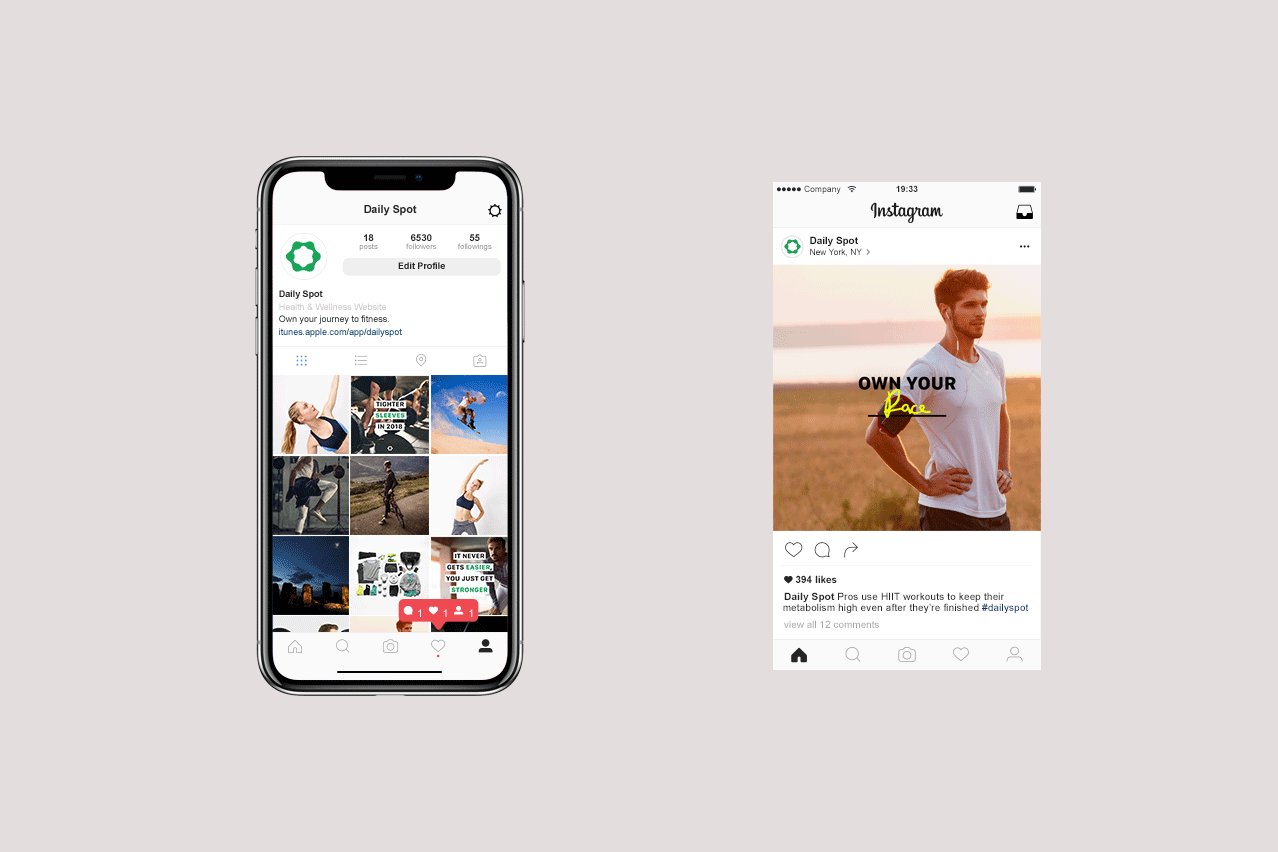 Daily Spot
18
6530
55
posts
followers
followings
Edit Profile
Daily Spot
Health & Wellness Website
Own your journey to fitness.
itunes.apple.com/app/dailyspot
TIGHTER
SLEEVES
IN 2018
IT NEVER
GETS EASIER,
YOU JUST GET
STRONGER
1 1 1
Company
19:33
Instagram
Daily Spot
New York, NY
OWN YOUR
Race
394 likes
Daily Spot Pros use HIIT workouts to keep their
metabolism high even after they're finished #dailyspot
view all 12 comments